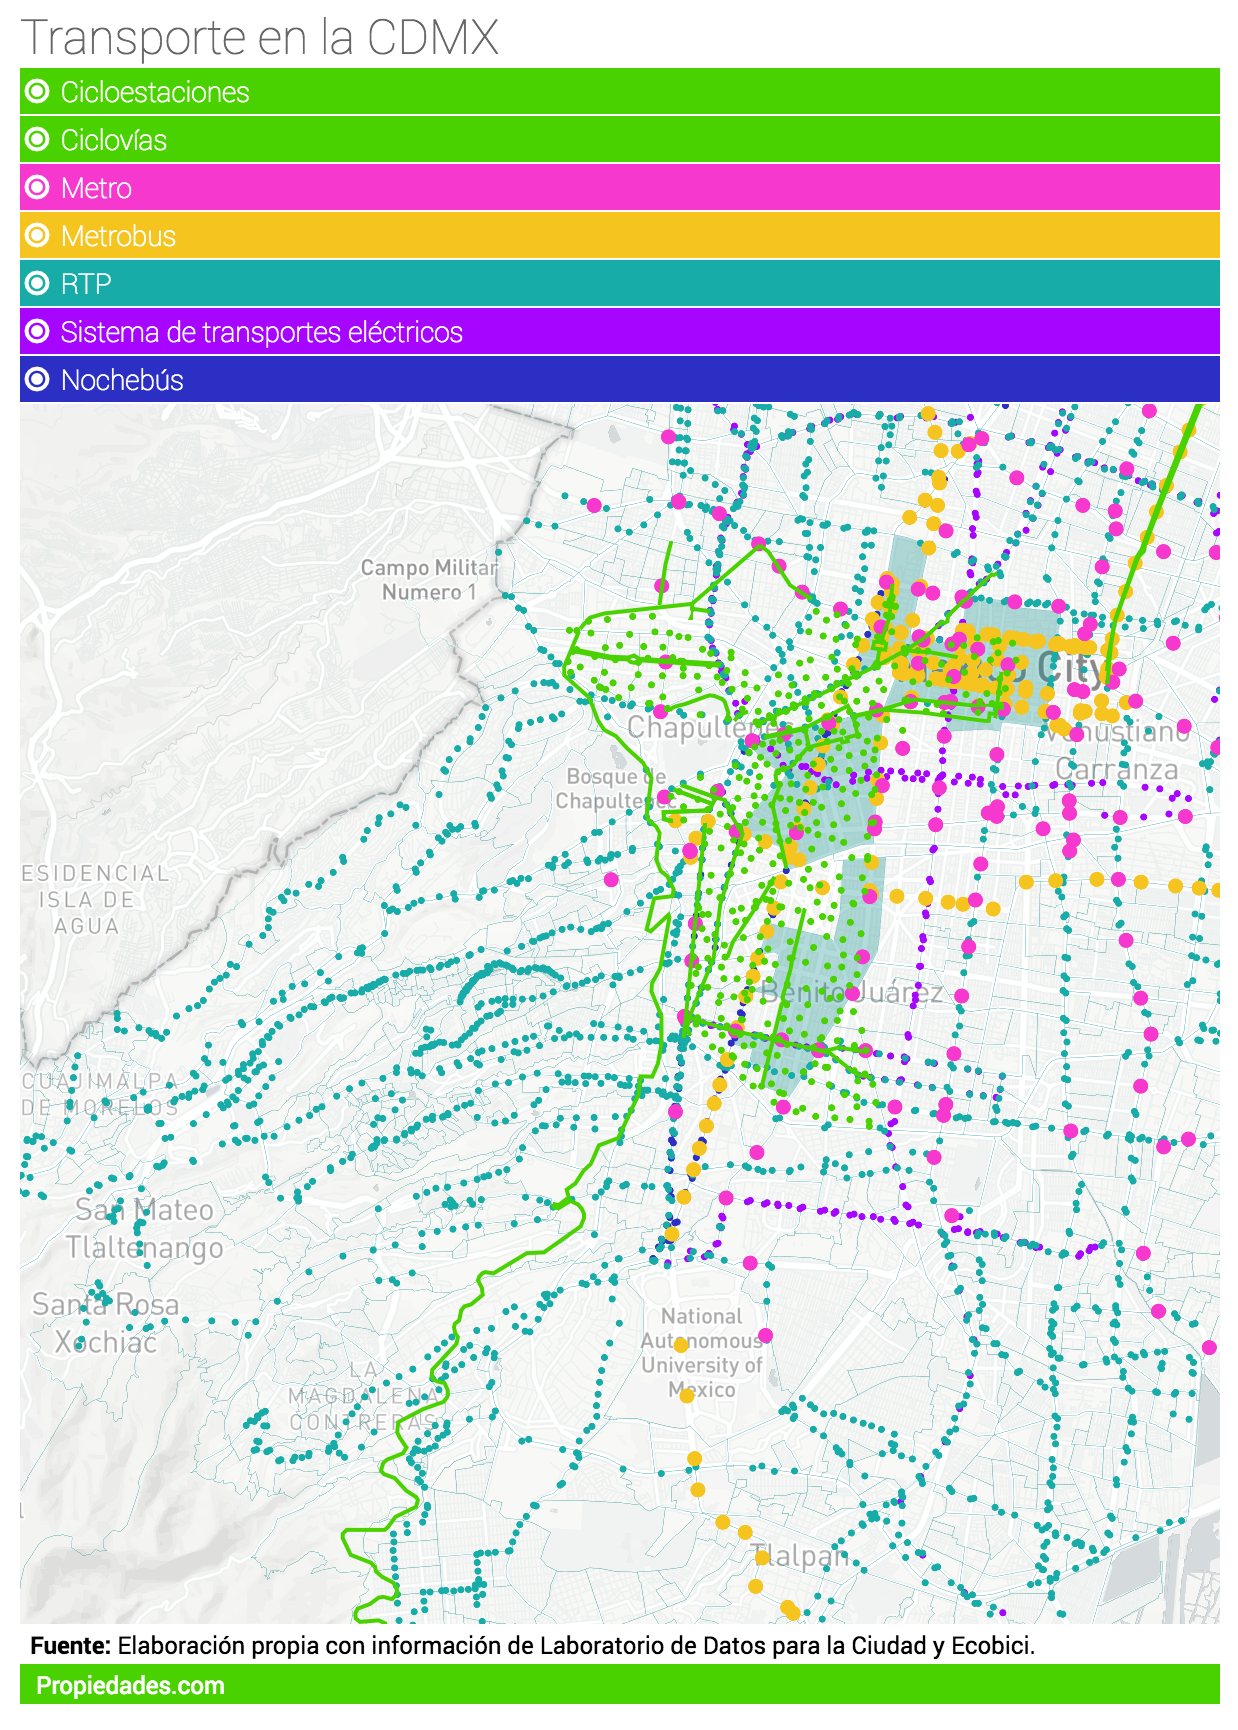 Transporte en la CDMX
Cicloestaciones
Ciclovías
Metro
Metrobus
RTP
Sistema de transportes eléctricos
Nochebús
Campo Militar
Numero 1
City
Chapultepec
Venustiano
Carranza
Bosque de
Chapultepec
ESIDENCIAL
ISLA DE
AGUA
Benito Juárez
CUAJIMALPA
DE MORELOS
San Mateo
Tlaltenango
Santa Rosa
Xochiac
National
Autonomous
University of
Mexico
LA
MAGDALENA
CONTRERAS
Tlalpan
Fuente: Elaboración propia con información de Laboratorio de Datos para la Ciudad y Ecobici.
Propiedades.com